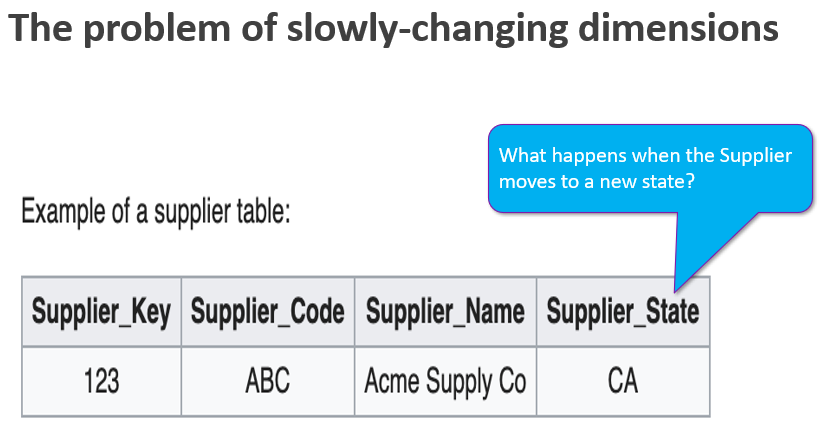 The problem of slowly-changing dimensions
What happens when the Supplier
moves to a new state?
Example of a supplier table:
Supplier_Key Supplier_Code Supplier_Name Supplier_State
123 ABC Acme Supply Co CA